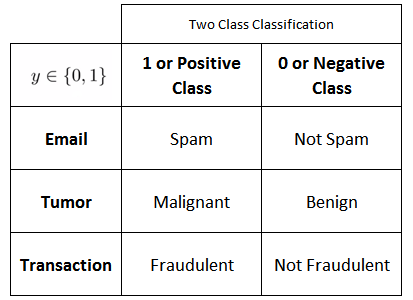 Two Class Classification
y ∈ {0, 1}
1 or Positive
Class
0 or Negative
Class
Email
Spam
Not Spam
Tumor
Malignant
Benign
Transaction
Fraudulent
Not Fraudulent